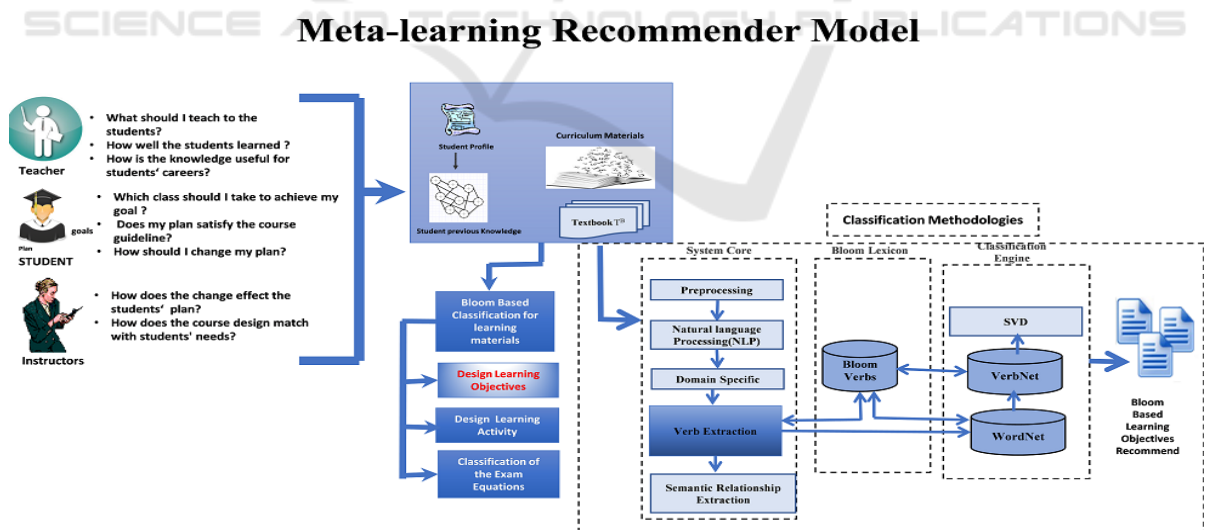 SCIENCE AND TECHNOLOGY PUBLICATIONS
Meta-learning Recommender Model
Teacher
• What should I teach to the
students?
• How well the students learned ?
• How is the knowledge useful for
students' careers?
goals
Plan
STUDENT
• Which class should I take to achieve my
goal ?
• Does my plan satisfy the course
guideline?
• How should I change my plan?
Instructors
• How does the change effect the
students' plan?
• How does the course design match
with students' needs?
Student Profile
Student previous Knowledge
Curriculum Materials
Textbook TB
Bloom Based
Classification for
learning
materials
Design Learning
Objectives
Design Learning
Activity
Classification of
the Exam
Equations
Classification Methodologies
System Core
Preprocessing
Natural language
Processing(NLP)
Domain Specific
Verb Extraction
Semantic Relationship
Extraction
Bloom Lexicon
Bloom
Verbs
Classification
Engine
SVD
VerbNet
WordNet
Bloom
Based
Learning
Objectives
Recommend